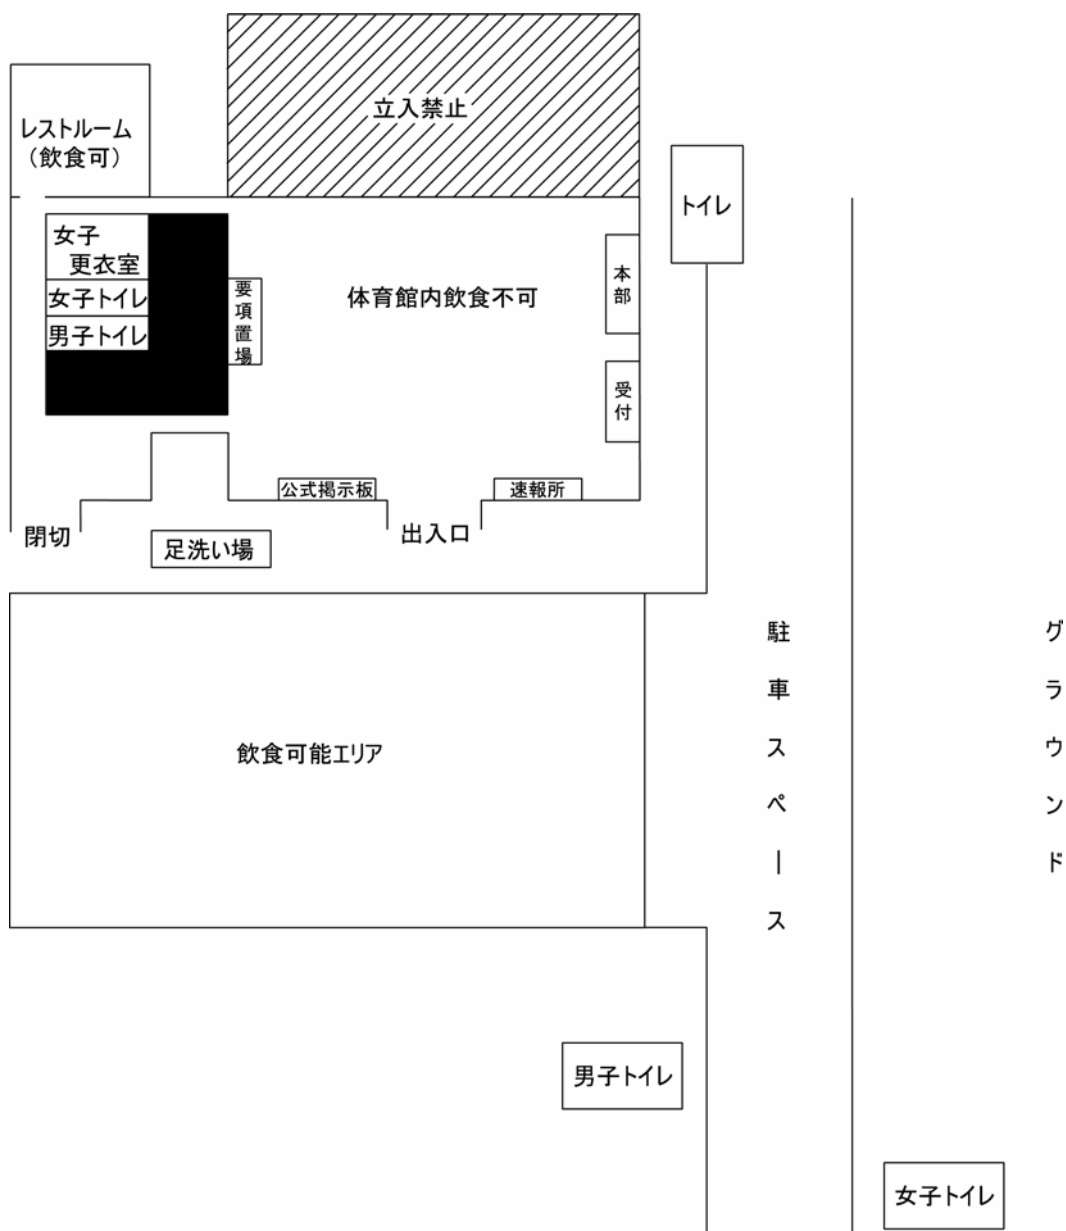 立入禁止
レストルーム
（飲食可）
トイレ
女子
更衣室
女子トイレ
男子トイレ
要項置場
体育館内飲食不可
本部
受付
公式掲示板
速報所
閉切
足洗い場
出入口
駐車スペース
グラウンド
飲食可能エリア
男子トイレ
女子トイレ